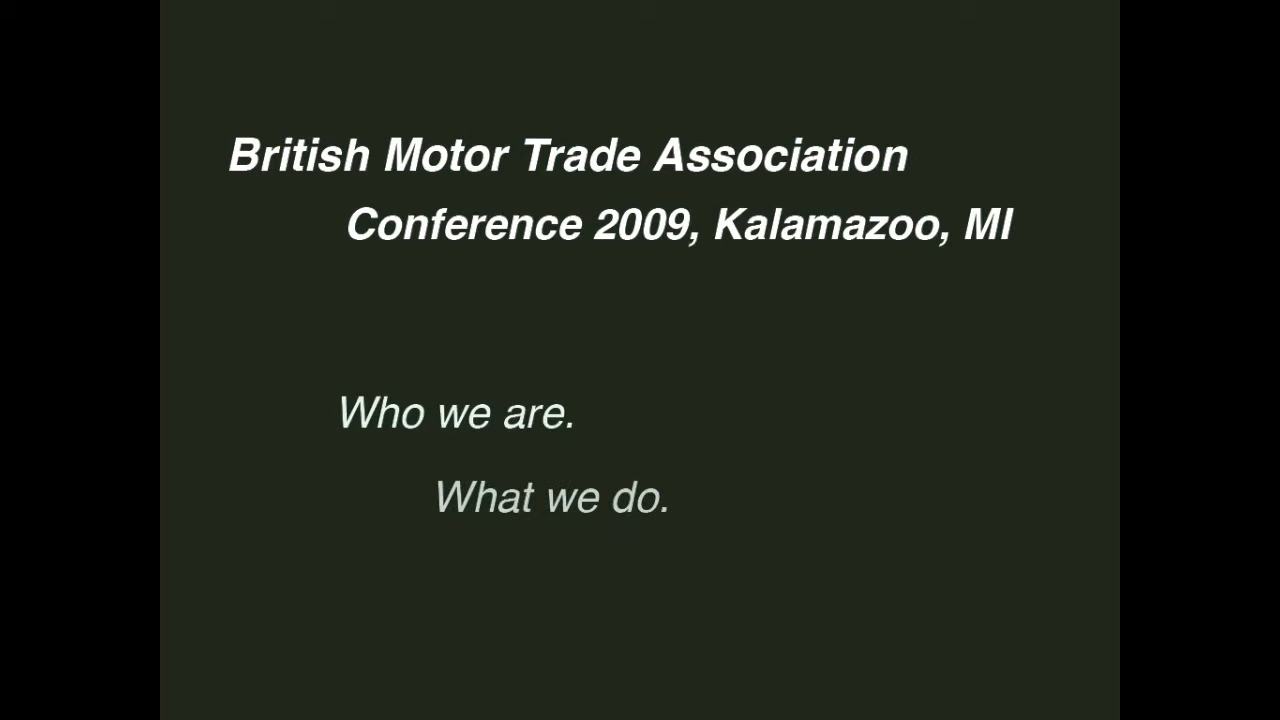 British Motor Trade Association
Conference 2009, Kalamazoo, MI
Who we are.
What we do.